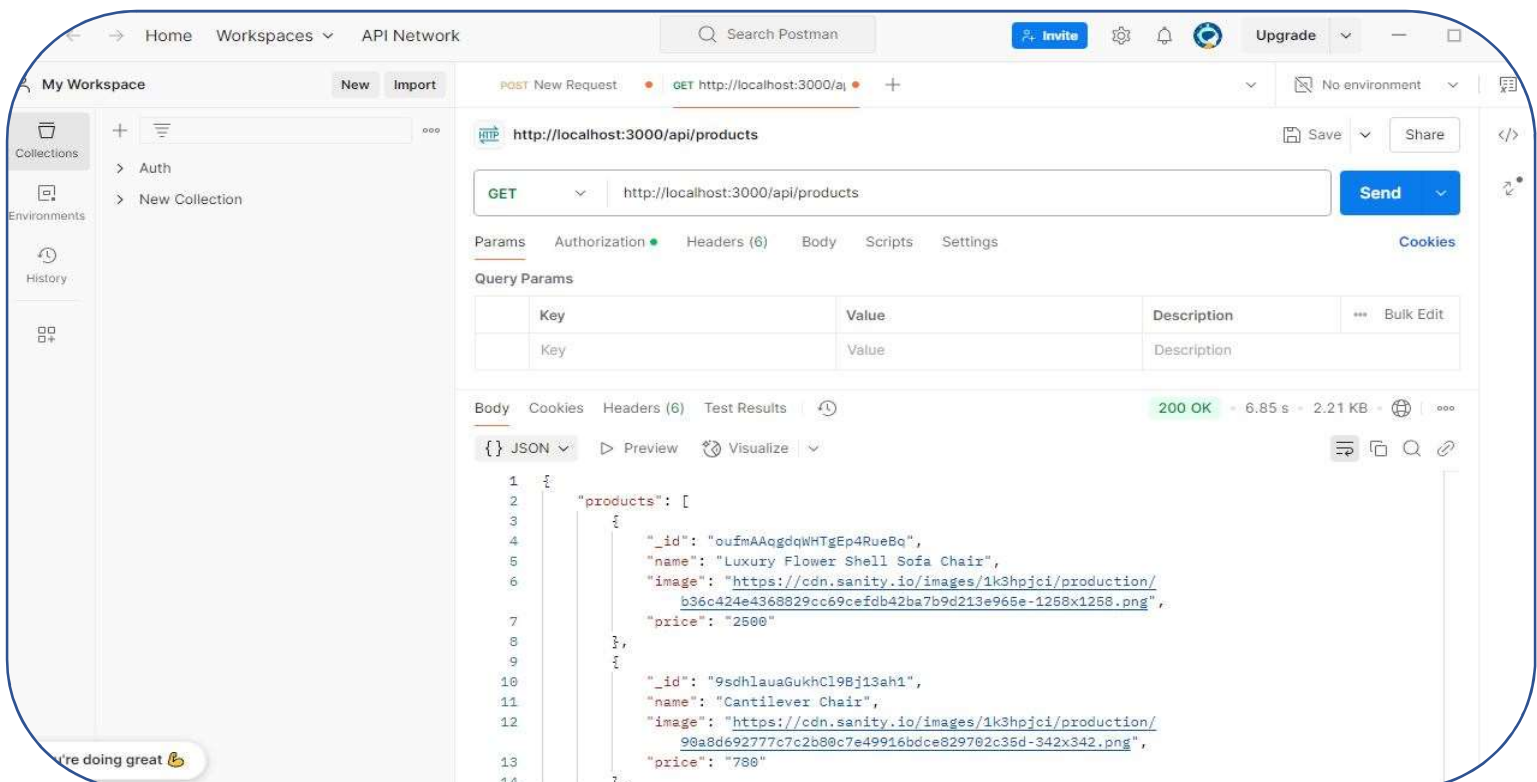 Home Workspaces API Network Search Postman Invite Upgrade
My Workspace New Import POST New Request GET http://localhost:3000/a No environment
Collections
Environments
History
Auth
New Collection
HTTP http://localhost:3000/api/products Save Share
GET http://localhost:3000/api/products Send
Params Authorization Headers (6) Body Scripts Settings Cookies
Query Params
Key Value Description Bulk Edit
Key Value Description
Body Cookies Headers (6) Test Results 200 OK 6.85 s 2.21 KB
{} JSON Preview Visualize
1 {
2 "products": [
3 {
4 "_id": "oufmAAqgdqWHTgEp4RueBq",
5 "name": "Luxury Flower Shell Sofa Chair",
6 "image": "https://cdn.sanity.io/images/1k3hpjci/production/
b36c424e4368829cc69cefdb42ba7b9d213e965e-1258x1258.png",
7 "price": "2500"
8 },
9 {
10 "_id": "9sdhlauaGukhCl9Bj13ah1",
11 "name": "Cantilever Chair",
12 "image": "https://cdn.sanity.io/images/1k3hpjci/production/
90a8d692777c7c2b80c7e49916bdce829702c35d-342x342.png",
13 "price": "780"
u're doing great 💪